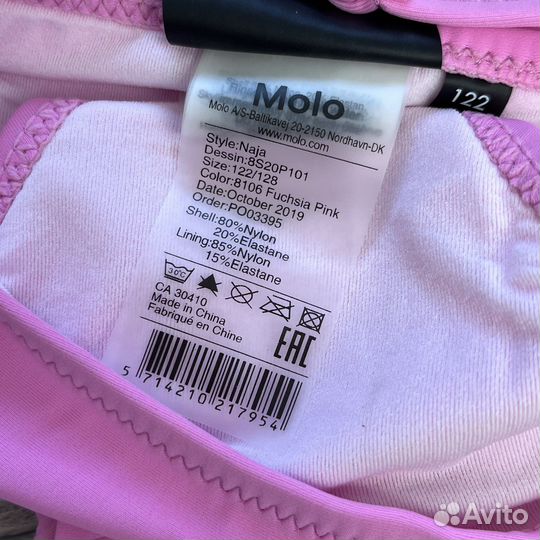 Molo
Molo A/S-Baltikavej 20-2150 Nordhavn-DK
www.molo.com
Style:Naja
Dessin:8S20P101
Size:122/128
Color:8106 Fuchsia Pink
Date:October 2019
Order:PO03395
Shell:80%Nylon
20%Elastane
Lining:85%Nylon
15%Elastane
30°C
CA 30410
Made in China
Fabriqué en Chine
EAC
5 714210 217954
122
Avito